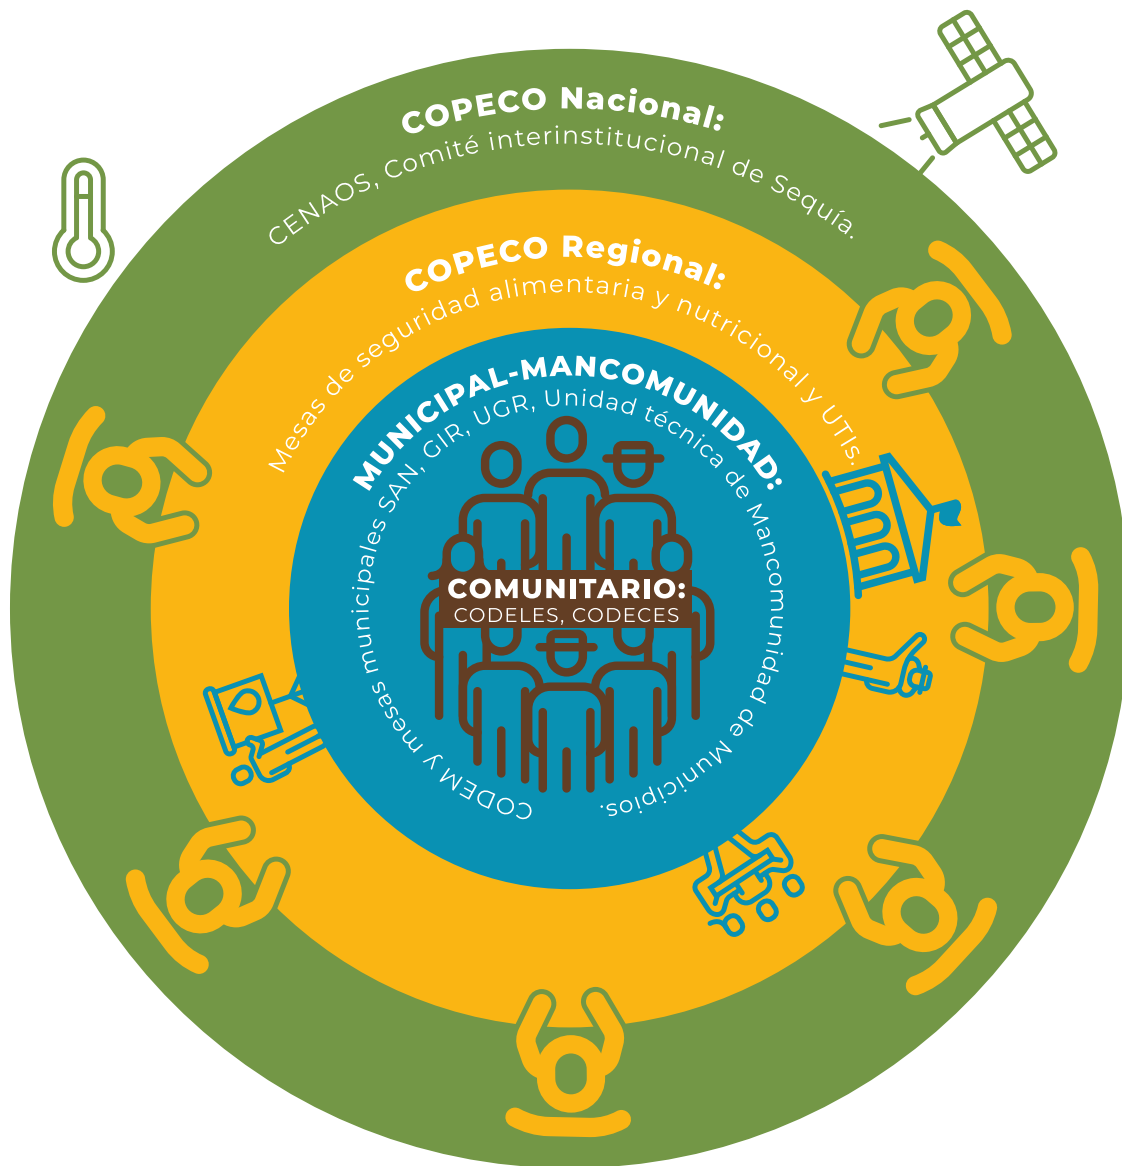 COPECO Nacional:
CENAOS, Comité interinstitucional de Sequía.
COPECO Regional:
Mesas de seguridad alimentaria y nutricional y UTIs.
MUNICIPAL-MANCOMUNIDAD:
CODEM y mesas municipales SAN, GIR, UGR, Unidad técnica de Mancomunidad de Municipios.
COMUNITARIO:
CODELES, CODECES